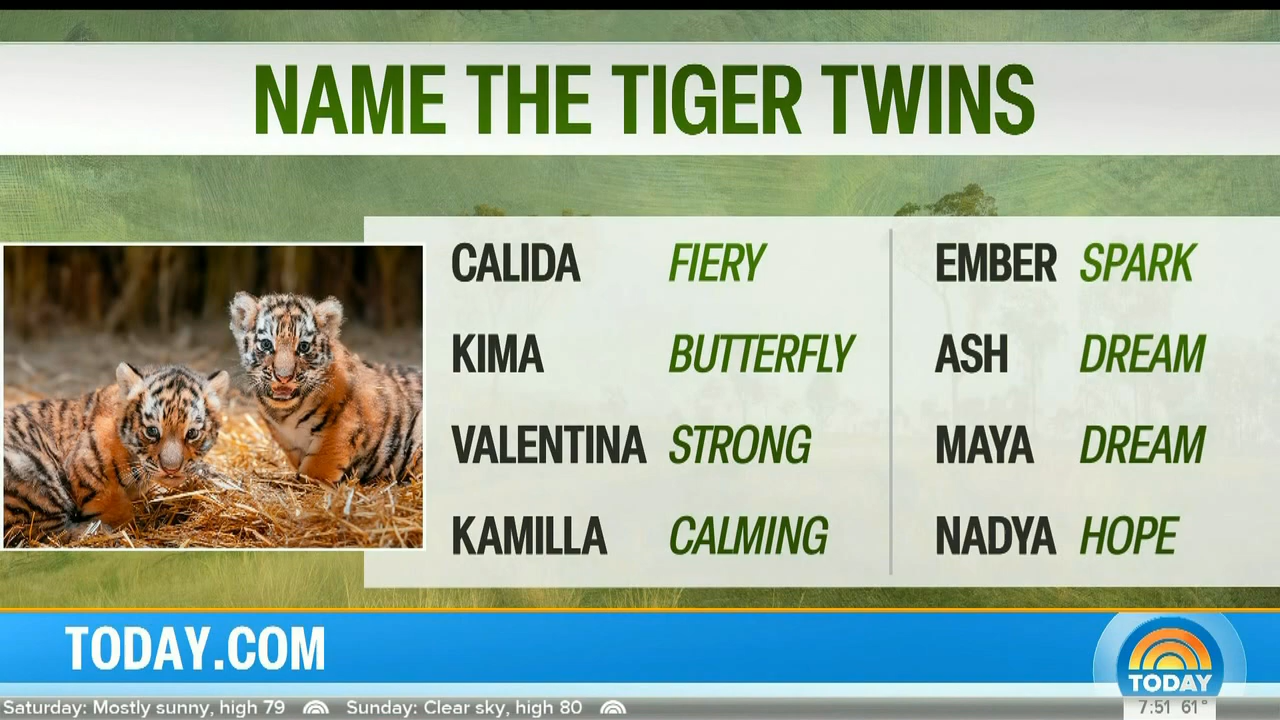 NAME THE TIGER TWINS
CALIDA FIERY
KIMA BUTTERFLY
VALENTINA STRONG
KAMILLA CALMING
EMBER SPARK
ASH DREAM
MAYA DREAM
NADYA HOPE
TODAY.COM
TODAY
Saturday: Mostly sunny, high 79 Sunday: Clear sky, high 80
7:51 61°